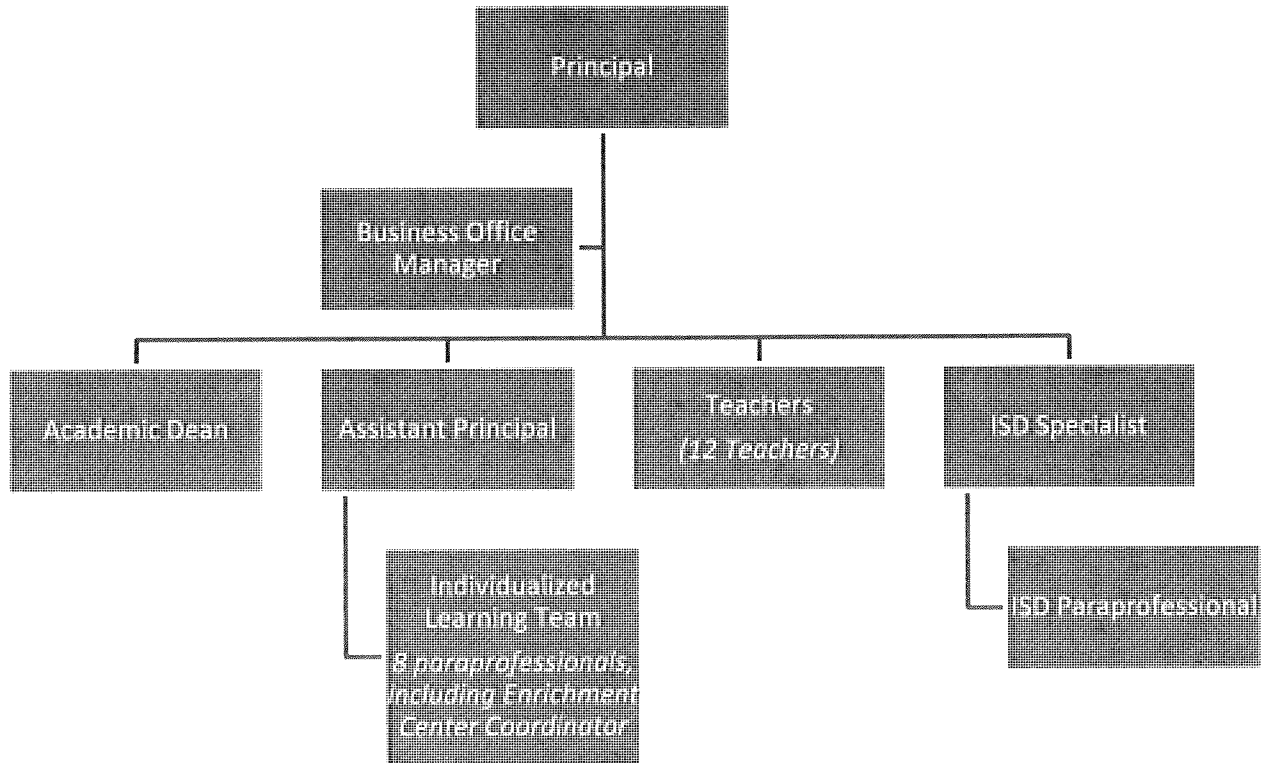 Principal
Business Office
Manager
Academic Dean
Assistant Principal
Teachers
(12 Teachers)
ISD Specialist
Individualized
Learning Team
8 paraprofessionals,
including Enrichment
Center Coordinator
ISD Paraprofessional